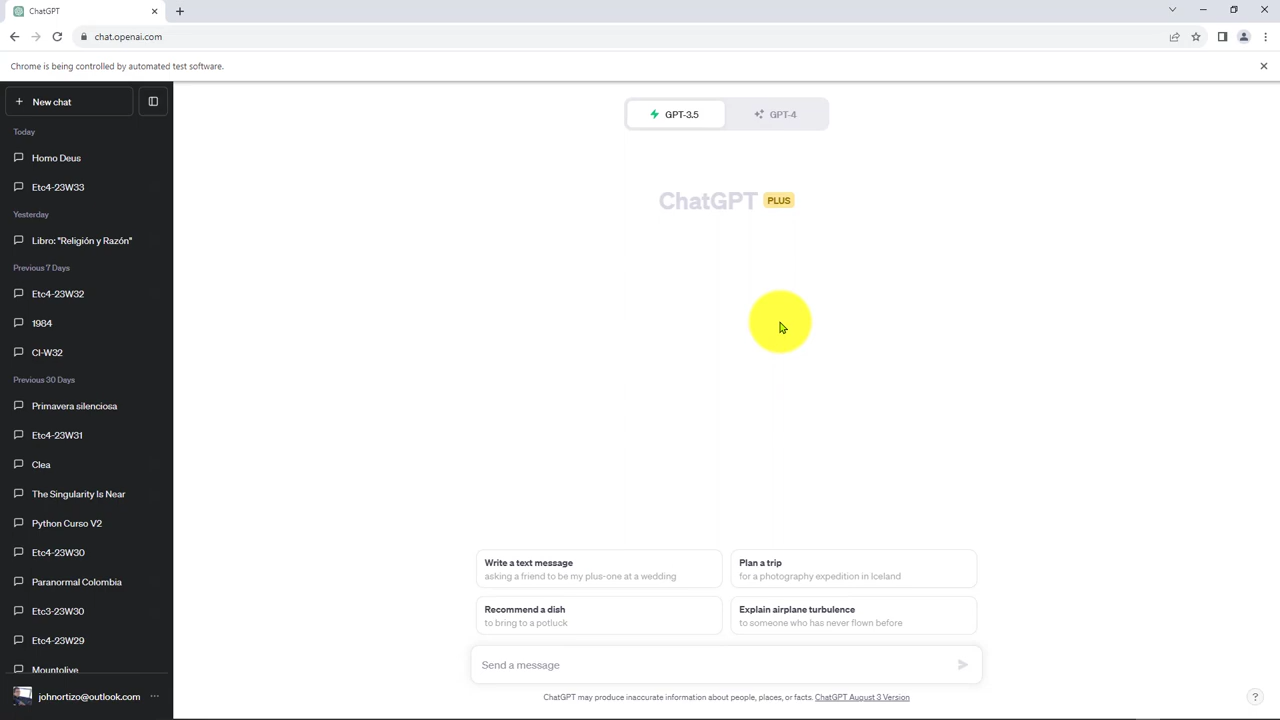 ChatGPT
chat.openai.com
Chrome is being controlled by automated test software.
New chat
Today
Homo Deus
Etc4-23W33
Yesterday
Libro: "Religión y Razón"
Previous 7 Days
Etc4-23W32
1984
CI-W32
Previous 30 Days
Primavera silenciosa
Etc4-23W31
Clea
The Singularity Is Near
Python Curso V2
Etc4-23W30
Paranormal Colombia
Etc3-23W30
Etc4-23W29
Mountolive
johnortizo@outlook.com
GPT-3.5
GPT-4
ChatGPT PLUS
Write a text message
asking a friend to be my plus-one at a wedding
Plan a trip
for a photography expedition in Iceland
Recommend a dish
to bring to a potluck
Explain airplane turbulence
to someone who has never flown before
Send a message
ChatGPT may produce inaccurate information about people, places, or facts. ChatGPT August 3 Version
?